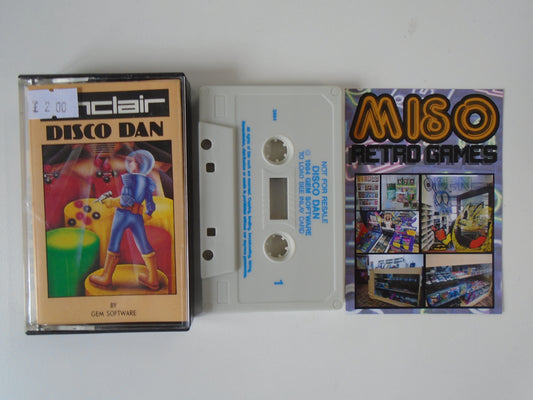 £2.00
nclair
DISCO DAN
BY
GEM SOFTWARE
NOT FOR RESALE
DISCO DAN
© 1984 GEM SOFTWARE
TO LOAD SEE INLAY CARD
1
MISO
RETRO GAMES